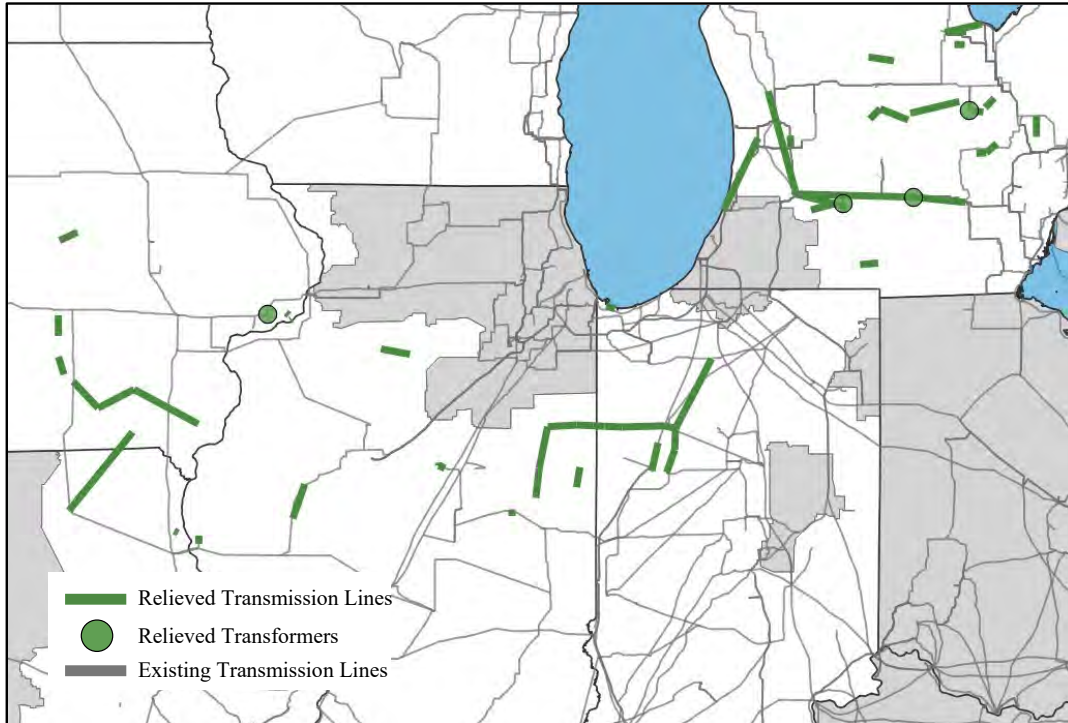 Relieved Transmission Lines
Relieved Transformers
Existing Transmission Lines